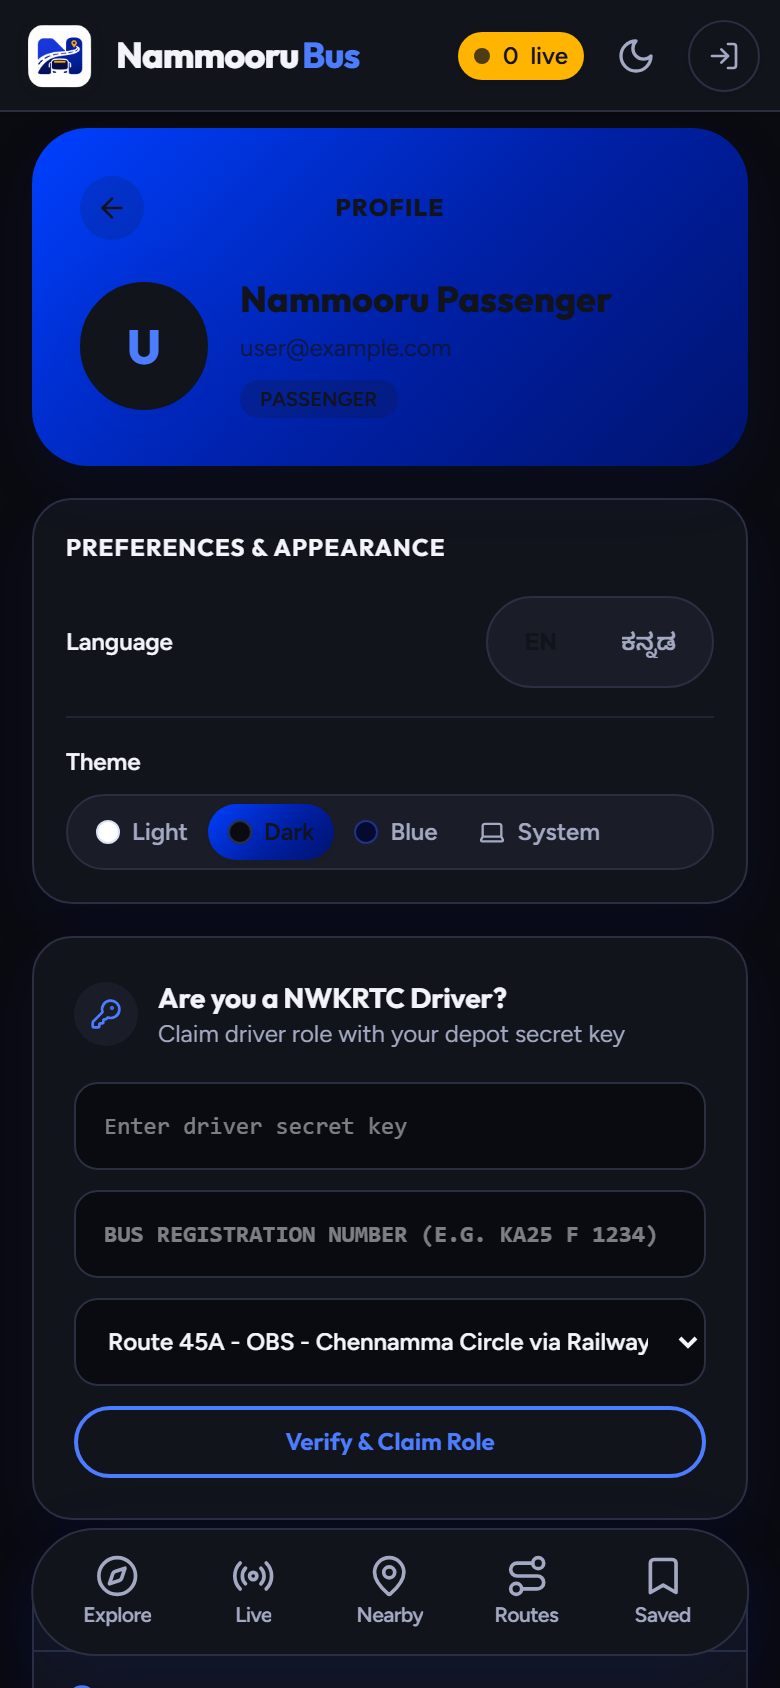 Nammooru Bus
0 live
PROFILE
U
Nammooru Passenger
user@example.com
PASSENGER
PREFERENCES & APPEARANCE
Language
EN ಕನ್ನಡ
Theme
Light Dark Blue System
Are you a NWKRTC Driver?
Claim driver role with your depot secret key
Enter driver secret key
BUS REGISTRATION NUMBER (E.G. KA25 F 1234)
Route 45A - OBS - Chennamma Circle via Railway
Verify & Claim Role
Explore Live Nearby Routes Saved